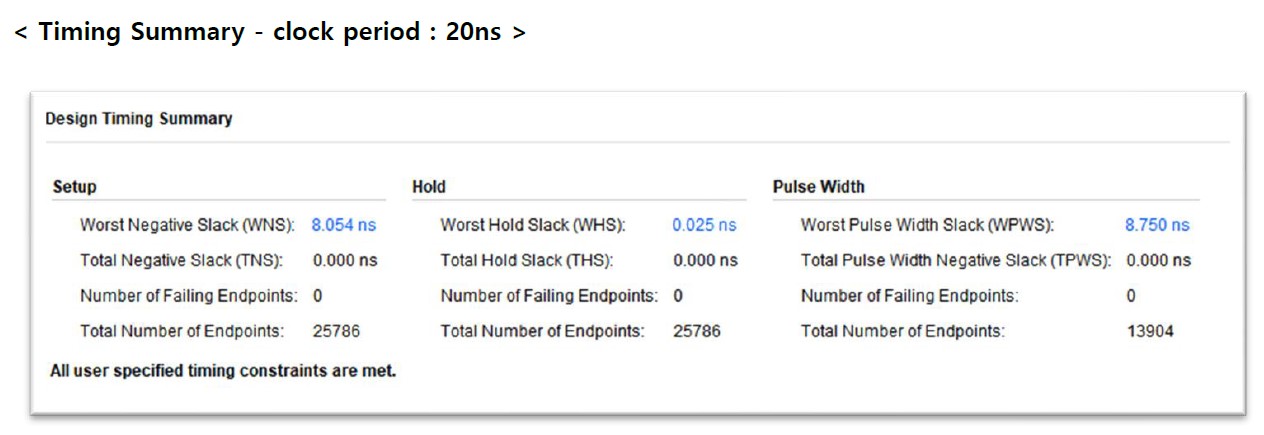 < Timing Summary - clock period : 20ns >
Design Timing Summary
Setup
Worst Negative Slack (WNS): 8.054 ns
Total Negative Slack (TNS): 0.000 ns
Number of Failing Endpoints: 0
Total Number of Endpoints: 25786
Hold
Worst Hold Slack (WHS): 0.025 ns
Total Hold Slack (THS): 0.000 ns
Number of Failing Endpoints: 0
Total Number of Endpoints: 25786
Pulse Width
Worst Pulse Width Slack (WPWS): 8.750 ns
Total Pulse Width Negative Slack (TPWS): 0.000 ns
Number of Failing Endpoints: 0
Total Number of Endpoints: 13904
All user specified timing constraints are met.